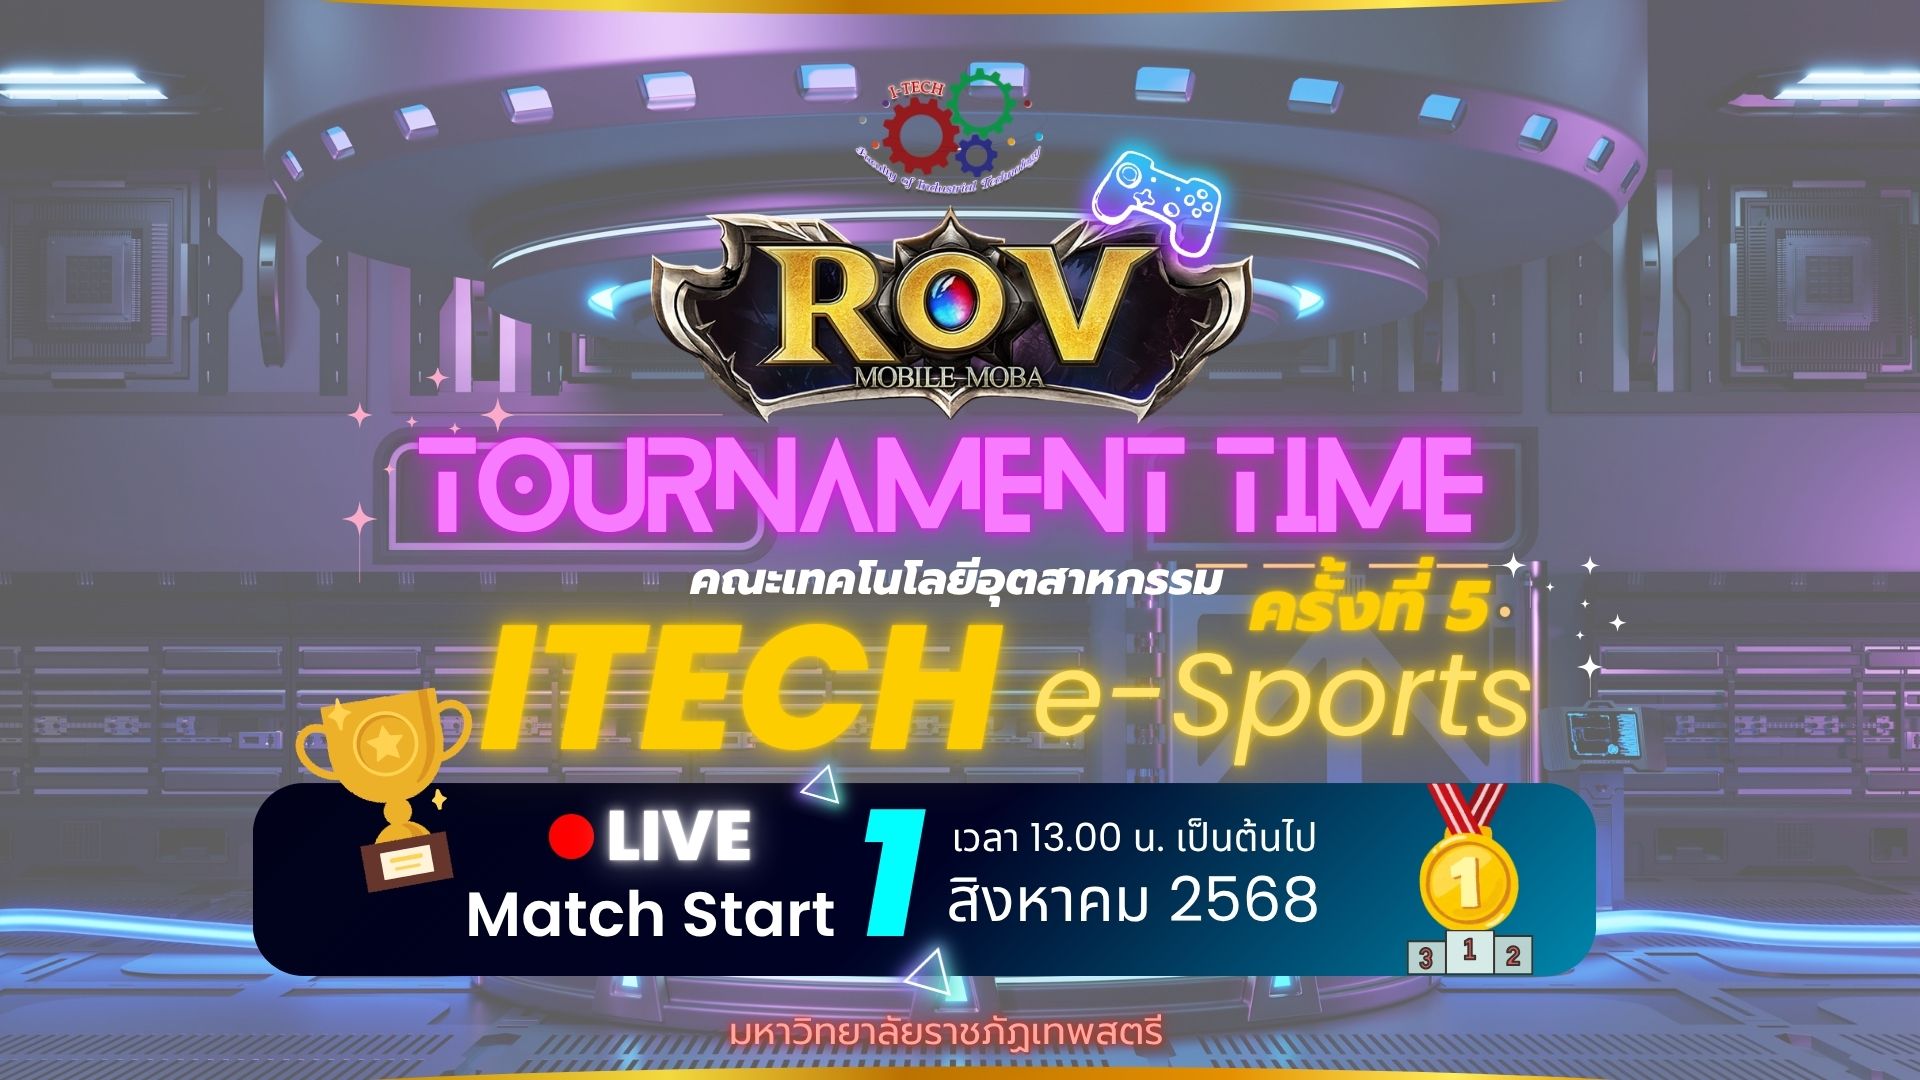 I-TECH
Faculty of Industrial Technology
ROV
MOBILE MOBA
TOURNAMENT TIME
คณะเทคโนโลยีอุตสาหกรรม
ครั้งที่ 5
ITECH e-Sports
LIVE
Match Start
1
เวลา 13.00 น. เป็นต้นไป
สิงหาคม 2568
1
3 1 2
มหาวิทยาลัยราชภัฏเทพสตรี